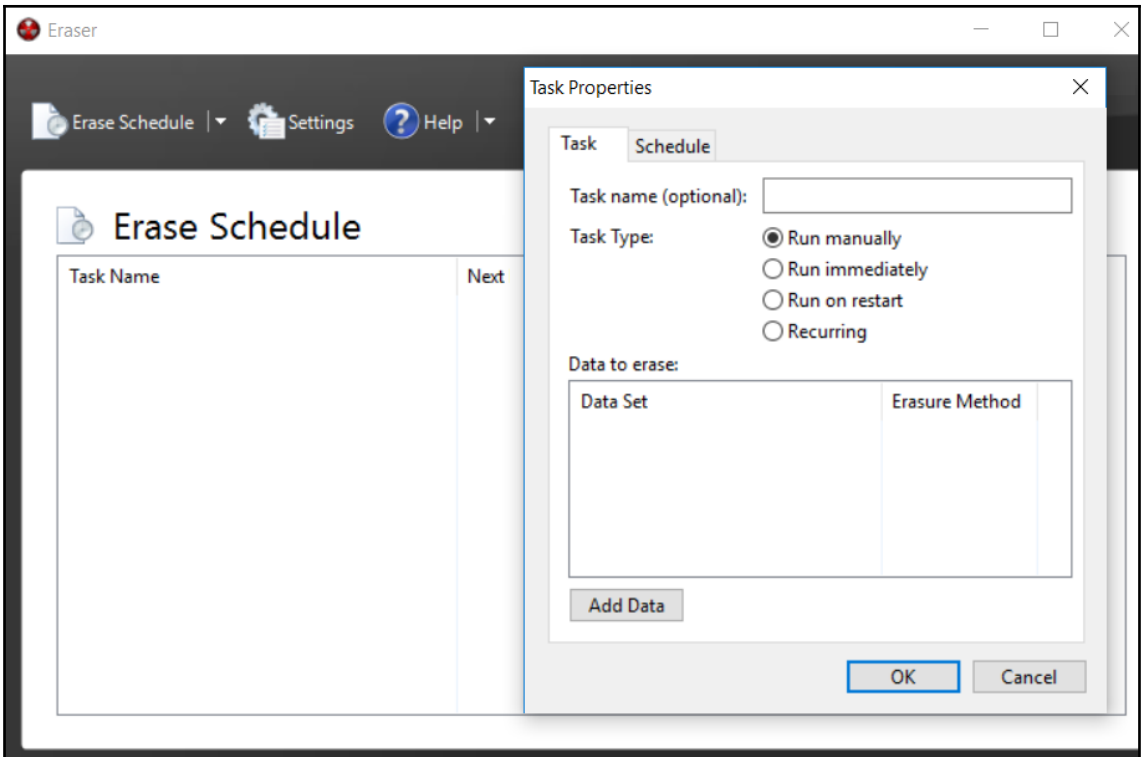 Eraser
Erase Schedule
Settings
Help
Erase Schedule
Task Name
Next
Task Properties
Task
Schedule
Task name (optional):
Task Type:
Run manually
Run immediately
Run on restart
Recurring
Data to erase:
Data Set
Erasure Method
Add Data
OK
Cancel